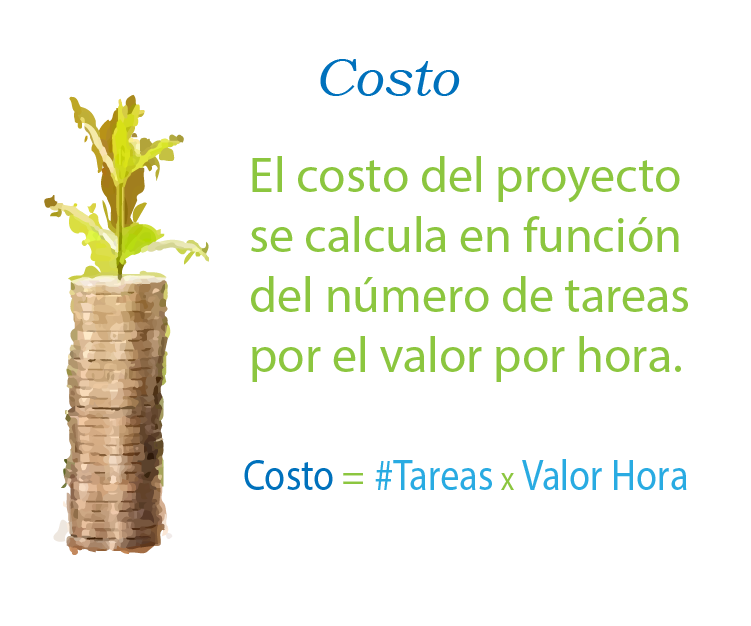 Costo
El costo del proyecto
se calcula en función
del número de tareas
por el valor por hora.
Costo = #Tareas x Valor Hora